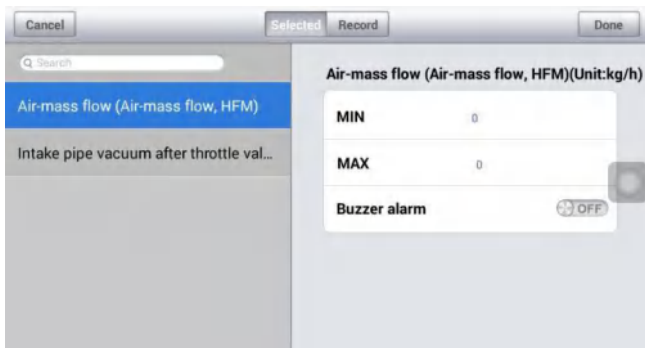 Cancel
Selected
Record
Done
Search
Air-mass flow (Air-mass flow, HFM)
Intake pipe vacuum after throttle val...
Air-mass flow (Air-mass flow, HFM)(Unit:kg/h)
MIN
0
MAX
0
Buzzer alarm
OFF